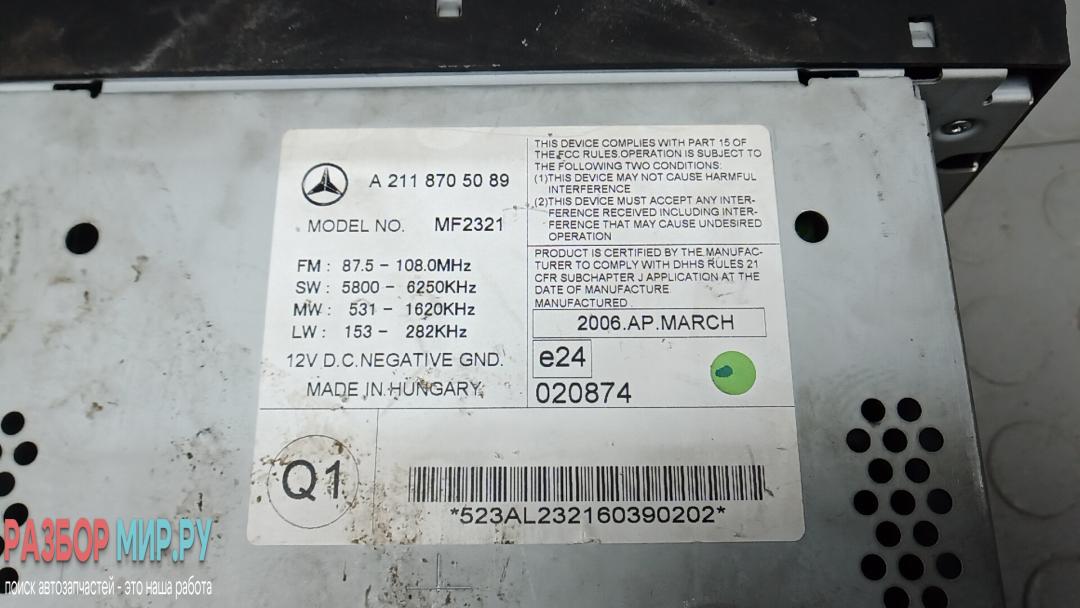 A 211 870 50 89
MODEL NO. MF2321
FM : 87.5 - 108.0MHz
SW : 5800 - 6250KHz
MW : 531 - 1620KHz
LW : 153 - 282KHz
12V D.C.NEGATIVE GND.
MADE IN HUNGARY.
THIS DEVICE COMPLIES WITH PART 15 OF
THE FCC RULES.OPERATION IS SUBJECT TO
THE FOLLOWING TWO CONDITIONS:
(1)THIS DEVICE MAY NOT CAUSE HARMFUL
INTERFERENCE
(2)THIS DEVICE MUST ACCEPT ANY INTER-
FERENCE RECEIVED INCLUDING INTER-
FERENCE THAT MAY CAUSE UNDESIRED
OPERATION
PRODUCT IS CERTIFIED BY THE MANUFAC-
TURER TO COMPLY WITH DHHS RULES 21
CFR SUBCHAPTER J APPLICATION AT THE
DATE OF MANUFACTURE
MANUFACTURED .
2006.AP.MARCH
e24
020874
Q1
*523AL232160390202*
РАЗБОР МИР.РУ
поиск автозапчастей - это наша работа